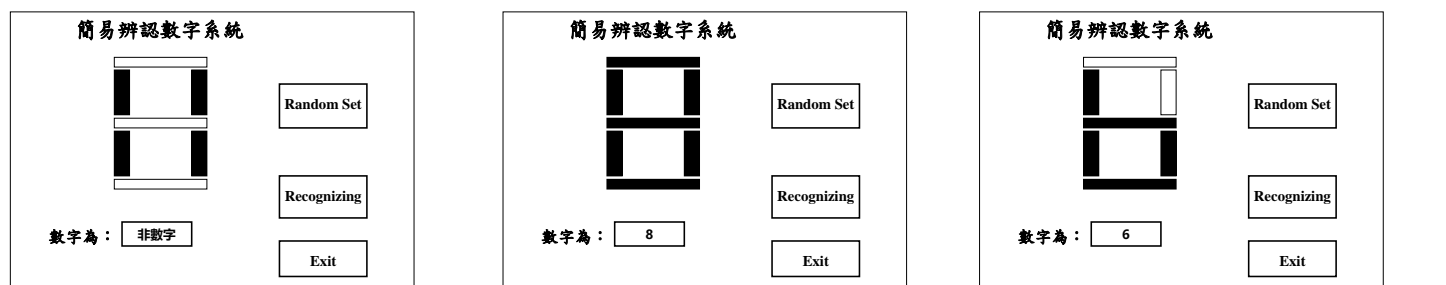 簡易辨認數字系統
Random Set
Recognizing
數字為： 非數字
Exit
簡易辨認數字系統
Random Set
Recognizing
數字為： 8
Exit
簡易辨認數字系統
Random Set
Recognizing
數字為： 6
Exit